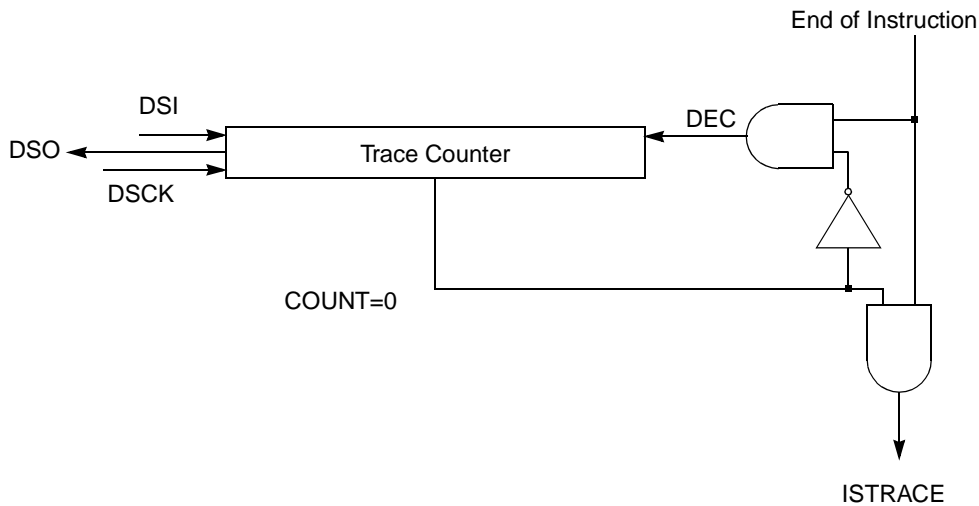 End of Instruction
DSI
DEC
DSO
Trace Counter
DSCK
COUNT=0
ISTRACE